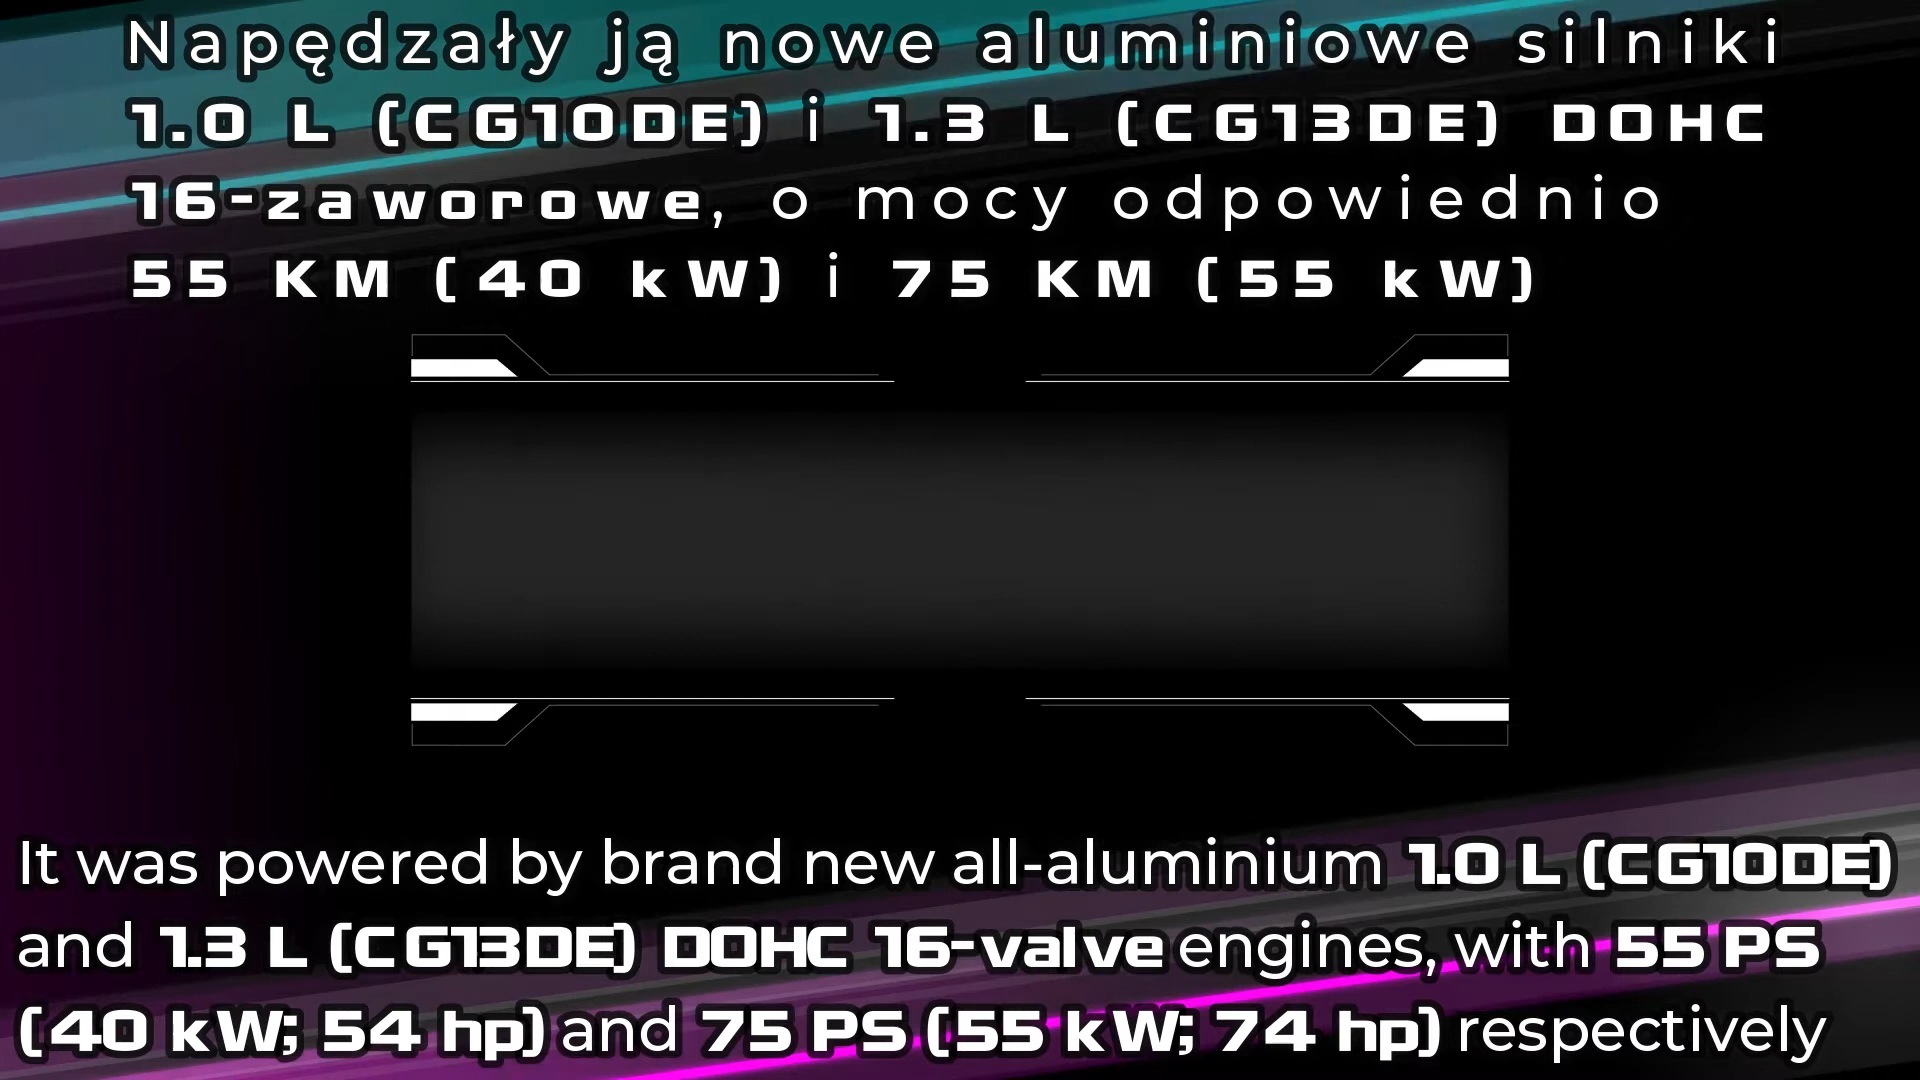 Napędzały ją nowe aluminiowe silniki
1.0 L (CG10DE) i 1.3 L (CG13DE) DOHC
16-zaworowe, o mocy odpowiednio
55 KM (40 kW) i 75 KM (55 kW)
It was powered by brand new all-aluminium 1.0 L (CG10DE)
and 1.3 L (CG13DE) DOHC 16-valve engines, with 55 PS
(40 kW; 54 hp) and 75 PS (55 kW; 74 hp) respectively